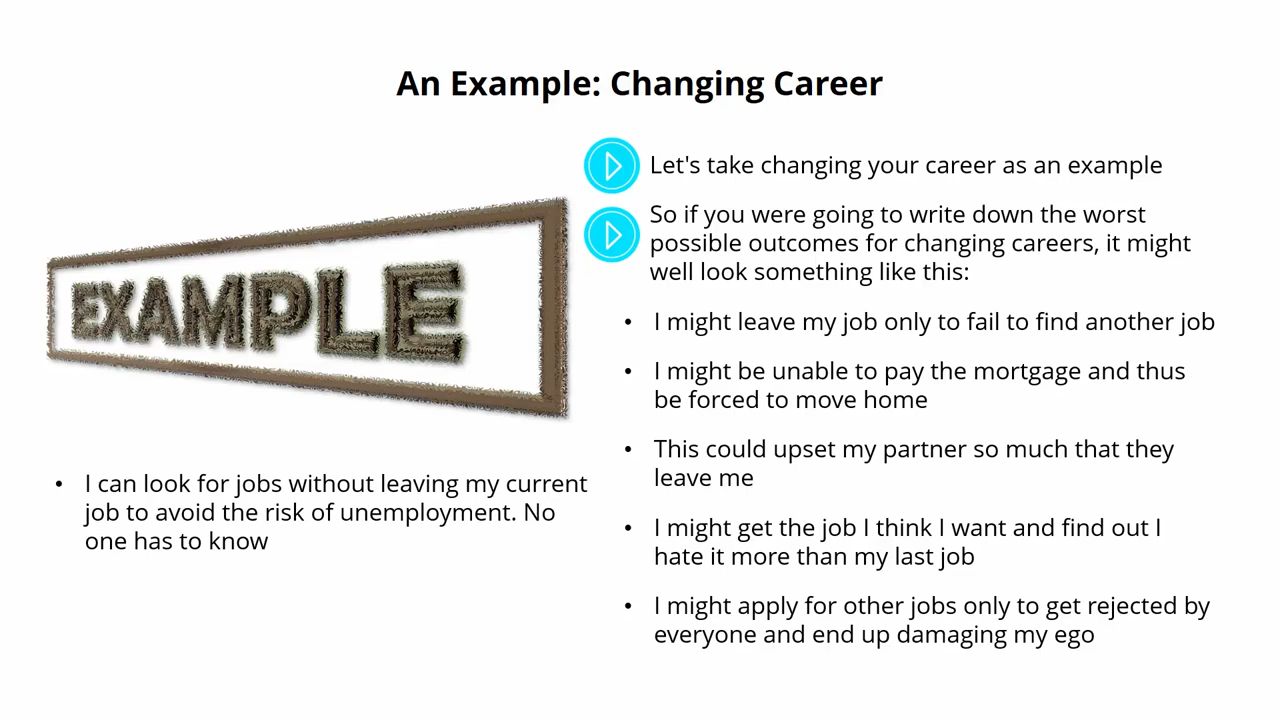 An Example: Changing Career
EXAMPLE
• I can look for jobs without leaving my current
job to avoid the risk of unemployment. No
one has to know
Let's take changing your career as an example
So if you were going to write down the worst
possible outcomes for changing careers, it might
well look something like this:
• I might leave my job only to fail to find another job
• I might be unable to pay the mortgage and thus
be forced to move home
• This could upset my partner so much that they
leave me
• I might get the job I think I want and find out I
hate it more than my last job
• I might apply for other jobs only to get rejected by
everyone and end up damaging my ego